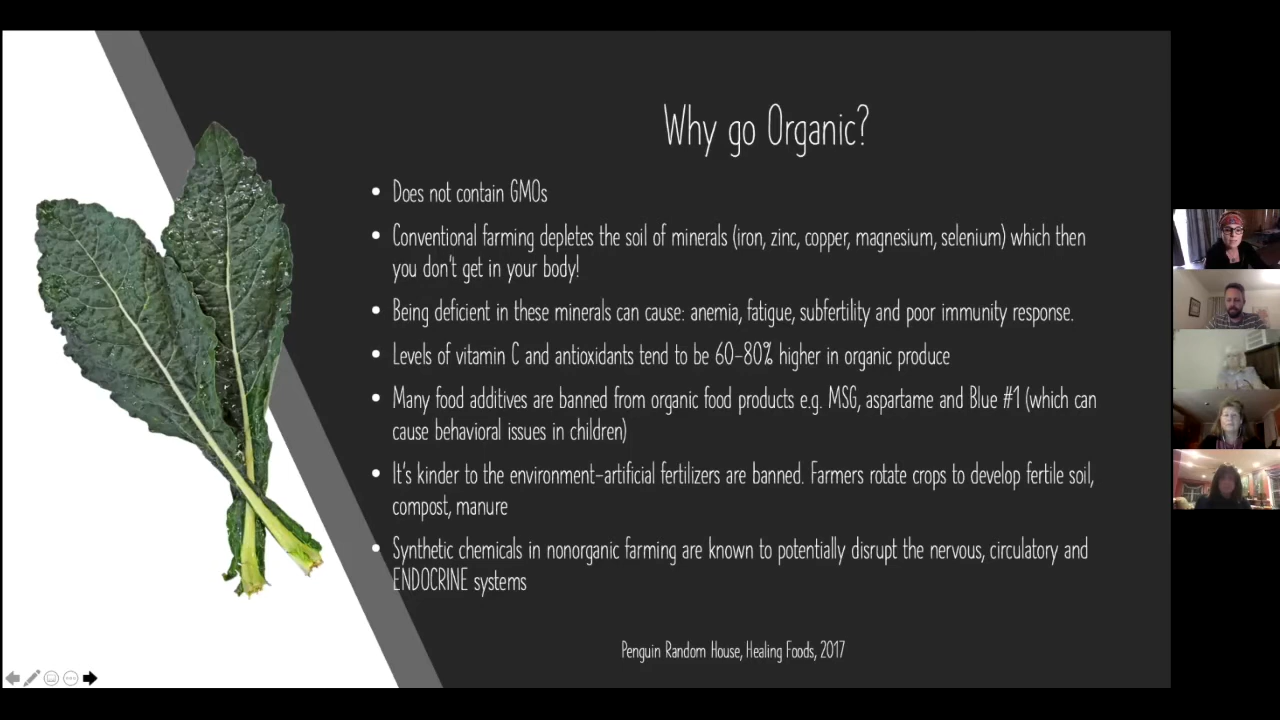 Why go Organic?
• Does not contain GMOs
• Conventional farming depletes the soil of minerals (iron, zinc, copper, magnesium, selenium) which then
you don't get in your body!
• Being deficient in these minerals can cause: anemia, fatigue, subfertility and poor immunity response.
• Levels of vitamin C and antioxidants tend to be 60-80% higher in organic produce
• Many food additives are banned from organic food products e.g. MSG, aspartame and Blue #1 (which can
cause behavioral issues in children)
• It's kinder to the environment-artificial fertilizers are banned. Farmers rotate crops to develop fertile soil,
compost, manure
• Synthetic chemicals in nonorganic farming are known to potentially disrupt the nervous, circulatory and
ENDOCRINE systems
Penguin Random House, Healing Foods, 2017